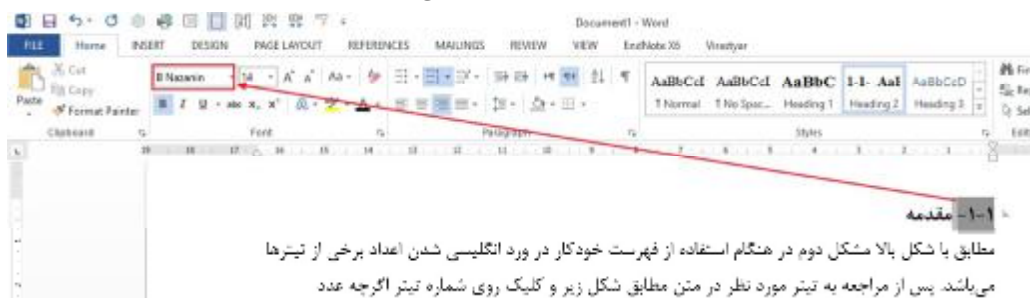 Document1 - Word
FILE Home INSERT DESIGN PAGE LAYOUT REFERENCES MAILINGS REVIEW VIEW EndNote X6 Virastyar
Cut B Nazanin 14 AaBbCcI AaBbCcI AaBbC 1-1- AaI AaBbCcD
Copy
Paste Format Painter ¶ Normal ¶ No Spac... Heading 1 Heading 2 Heading 3
Clipboard Font Paragraph Styles
۱-۱- مقدمه
مطابق با شکل بالا مشکل دوم در هنگام استفاده از فهرست خودکار در ورد انگلیسی شدن اعداد برخی از تیترها
می‌باشد. پس از مراجعه به تیتر مورد نظر در متن مطابق شکل زیر و کلیک روی شماره تیتر اگرچه عدد